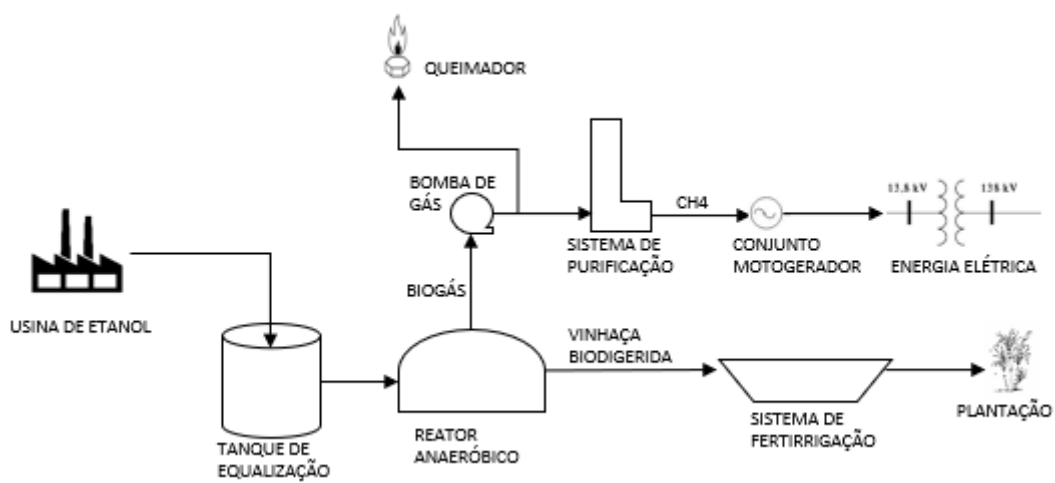 QUEIMADOR
BOMBA DE
GÁS
CH4
13.8 kV
138 kV
SISTEMA DE
PURIFICAÇÃO
CONJUNTO
MOTOGERADOR
ENERGIA ELÉTRICA
BIOGÁS
USINA DE ETANOL
VINHAÇA
BIODIGERIDA
TANQUE DE
EQUALIZAÇÃO
REATOR
ANAERÓBICO
SISTEMA DE
FERTIRRIGAÇÃO
PLANTAÇÃO